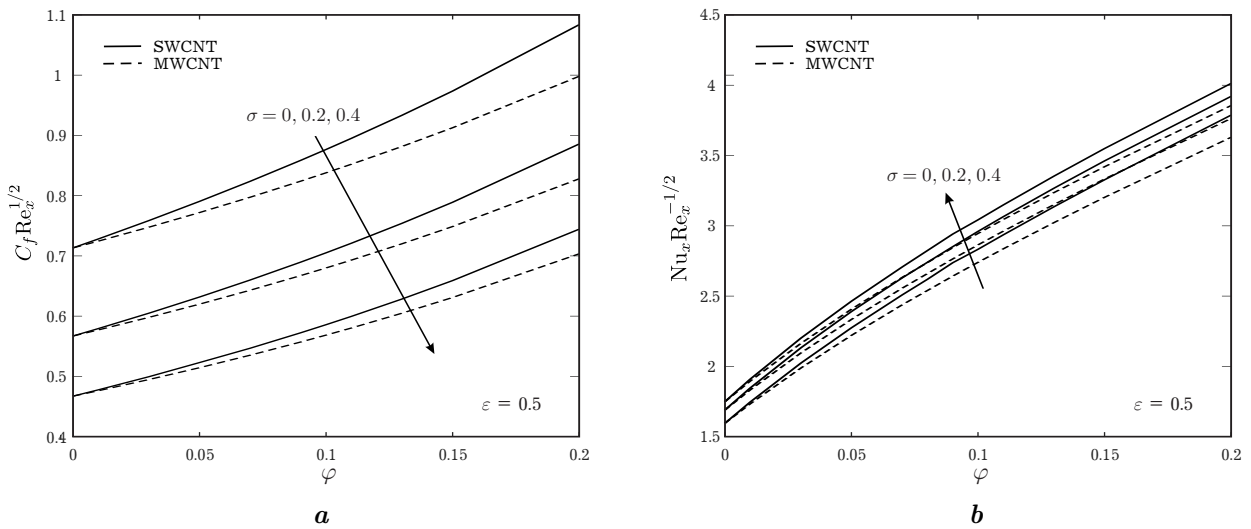 1.1
1
0.9
0.8
0.7
0.6
0.5
0.4
0
0.05
0.1
0.15
0.2
C_f Re_x^{1/2}
φ
SWCNT
MWCNT
σ = 0, 0.2, 0.4
ε = 0.5
a
4.5
4
3.5
3
2.5
2
1.5
0
0.05
0.1
0.15
0.2
Nu_x Re_x^{-1/2}
φ
SWCNT
MWCNT
σ = 0, 0.2, 0.4
ε = 0.5
b